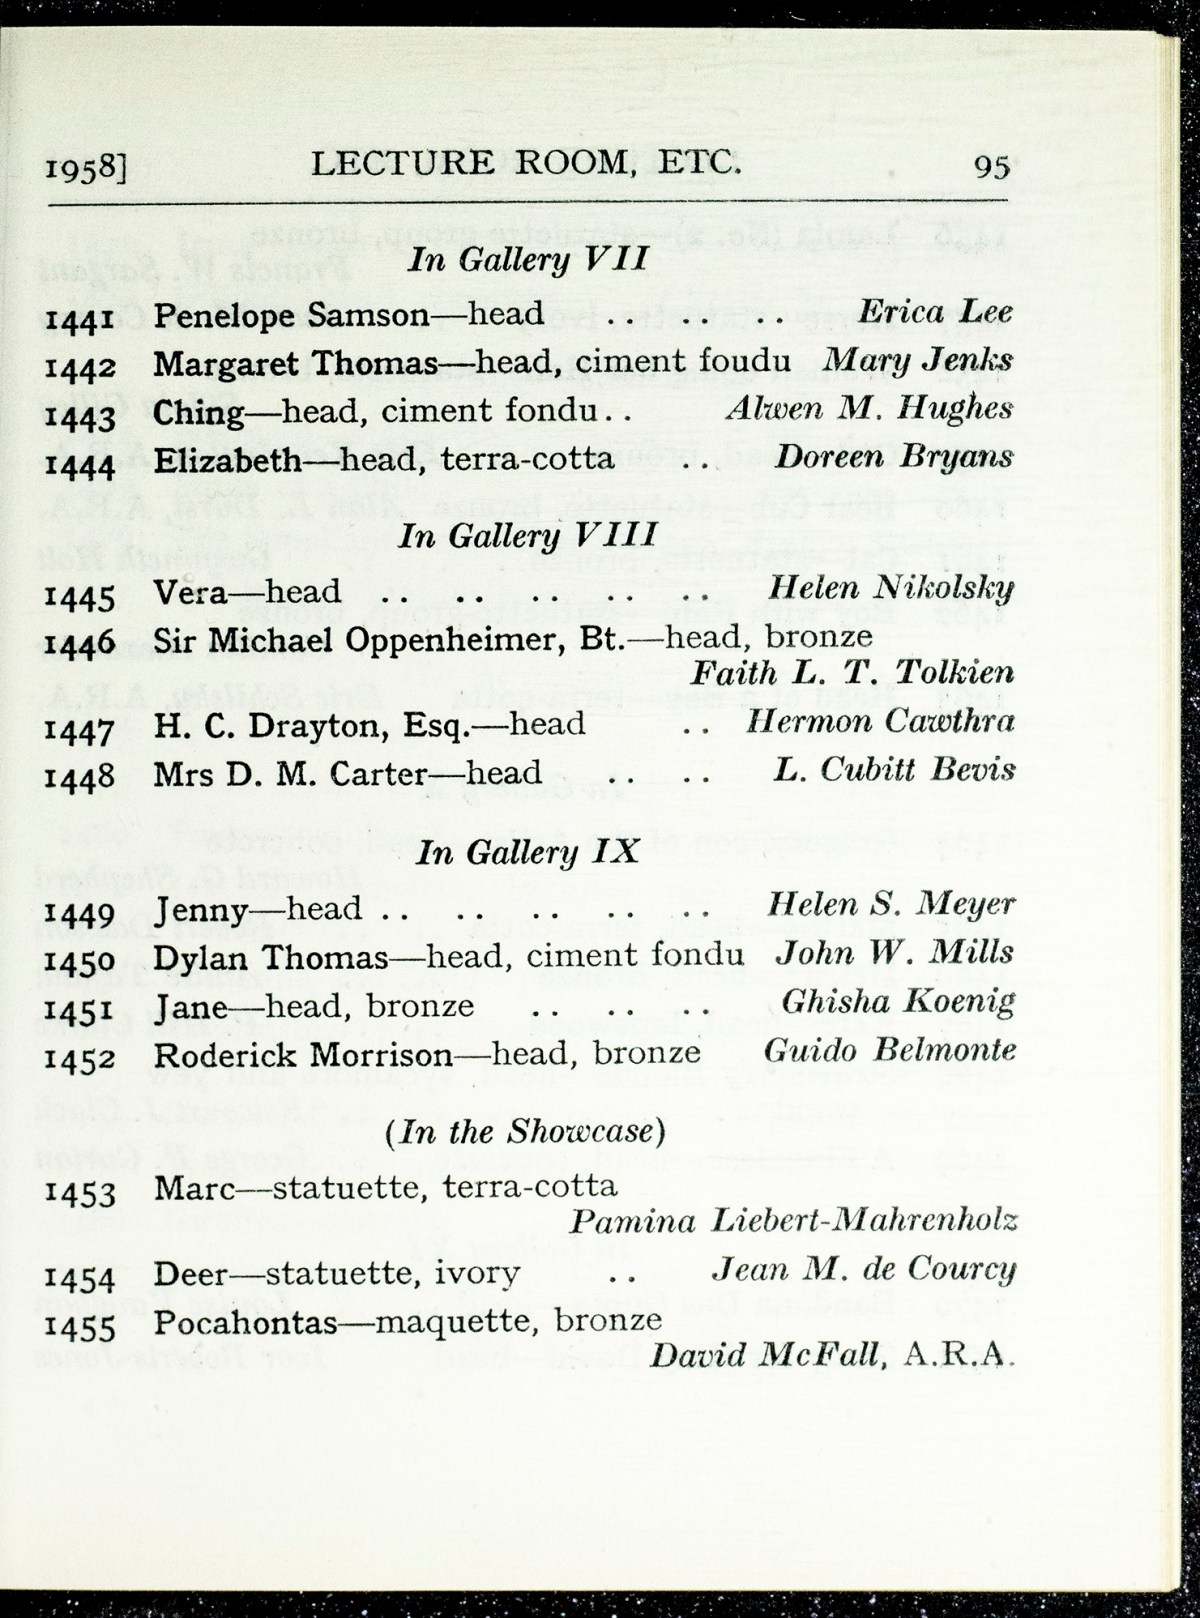 1958] LECTURE ROOM, ETC. 95
In Gallery VII
1441 Penelope Samson—head .. .. .. Erica Lee
1442 Margaret Thomas—head, ciment foudu Mary Jenks
1443 Ching—head, ciment fondu.. Alwen M. Hughes
1444 Elizabeth—head, terra-cotta .. Doreen Bryans
In Gallery VIII
1445 Vera—head .. .. .. .. .. Helen Nikolsky
1446 Sir Michael Oppenheimer, Bt.—head, bronze
Faith L. T. Tolkien
1447 H. C. Drayton, Esq.—head .. Hermon Cawthra
1448 Mrs D. M. Carter—head .. .. L. Cubitt Bevis
In Gallery IX
1449 Jenny—head .. .. .. .. .. Helen S. Meyer
1450 Dylan Thomas—head, ciment fondu John W. Mills
1451 Jane—head, bronze .. .. .. Ghisha Koenig
1452 Roderick Morrison—head, bronze Guido Belmonte
(In the Showcase)
1453 Marc—statuette, terra-cotta
Pamina Liebert-Mahrenholz
1454 Deer—statuette, ivory .. Jean M. de Courcy
1455 Pocahontas—maquette, bronze
David McFall, A.R.A.